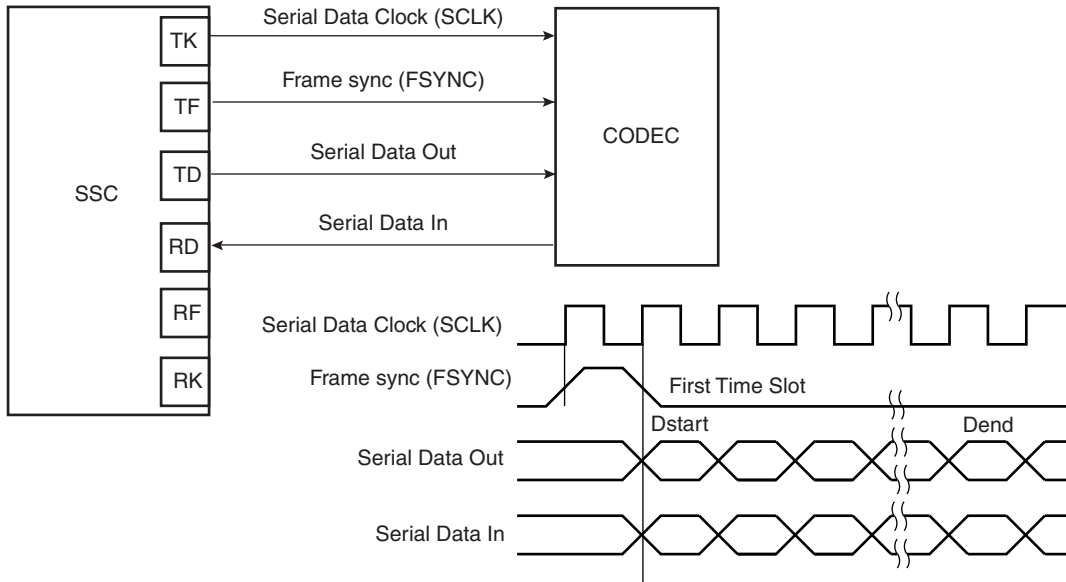 Serial Data Clock (SCLK)
TK
Frame sync (FSYNC)
TF
CODEC
Serial Data Out
TD
SSC
Serial Data In
RD
RF
Serial Data Clock (SCLK)
RK
Frame sync (FSYNC)
First Time Slot
Dstart
Dend
Serial Data Out
Serial Data In